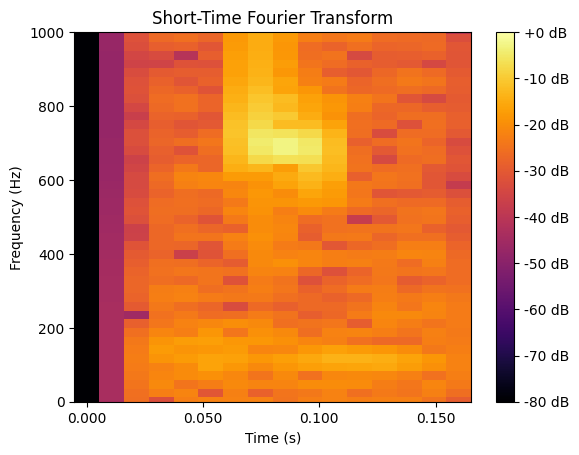 Short-Time Fourier Transform
1000
800
600
400
200
0
Frequency (Hz)
0.000
0.050
0.100
0.150
Time (s)
+0 dB
-10 dB
-20 dB
-30 dB
-40 dB
-50 dB
-60 dB
-70 dB
-80 dB